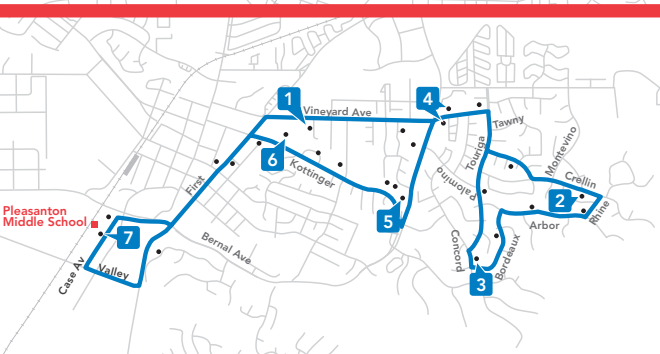 1
Vineyard Ave
4
Tawny
Montevino
Touriga
6
Kottinger
Palomino
Crellin
First
2
Rhine
5
Arbor
Pleasanton
Middle School
7
Concord
Bordeaux
Bernal Ave
Case Av
Valley
3